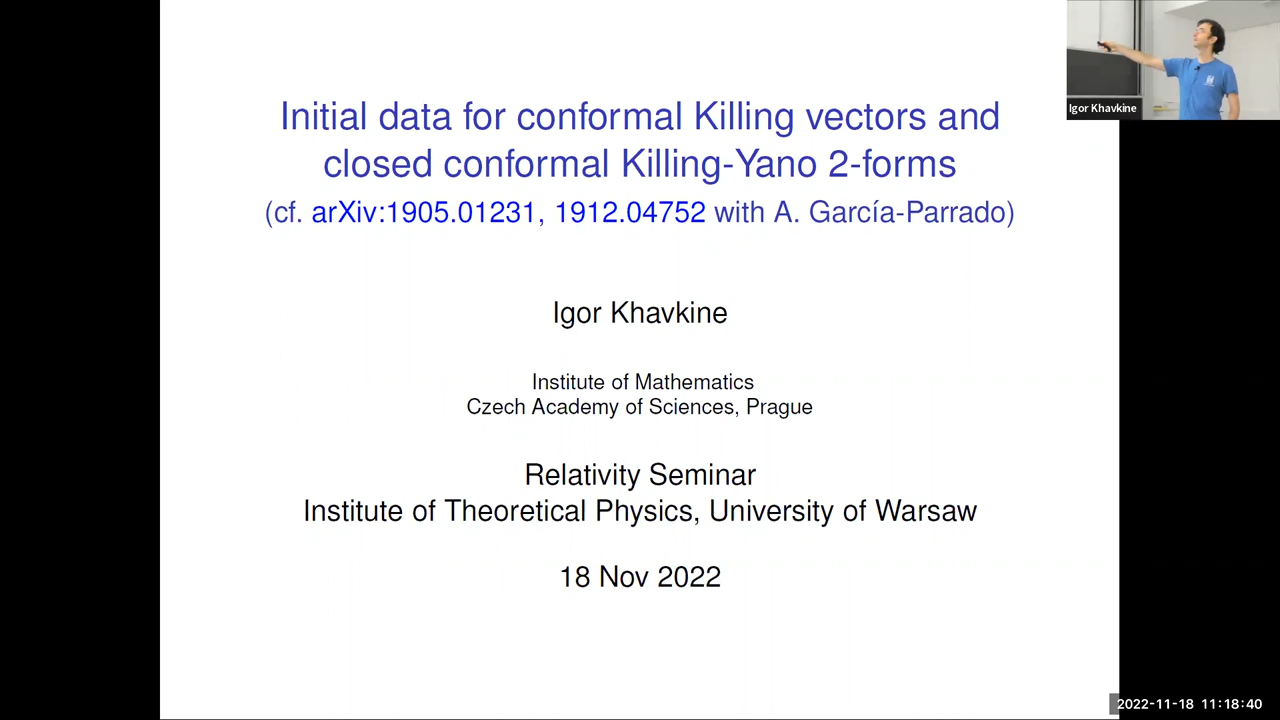 Initial data for conformal Killing vectors and
closed conformal Killing-Yano 2-forms
(cf. arXiv:1905.01231, 1912.04752 with A. García-Parrado)
Igor Khavkine
Institute of Mathematics
Czech Academy of Sciences, Prague
Relativity Seminar
Institute of Theoretical Physics, University of Warsaw
18 Nov 2022
Igor Khavkine
2022-11-18 11:18:40